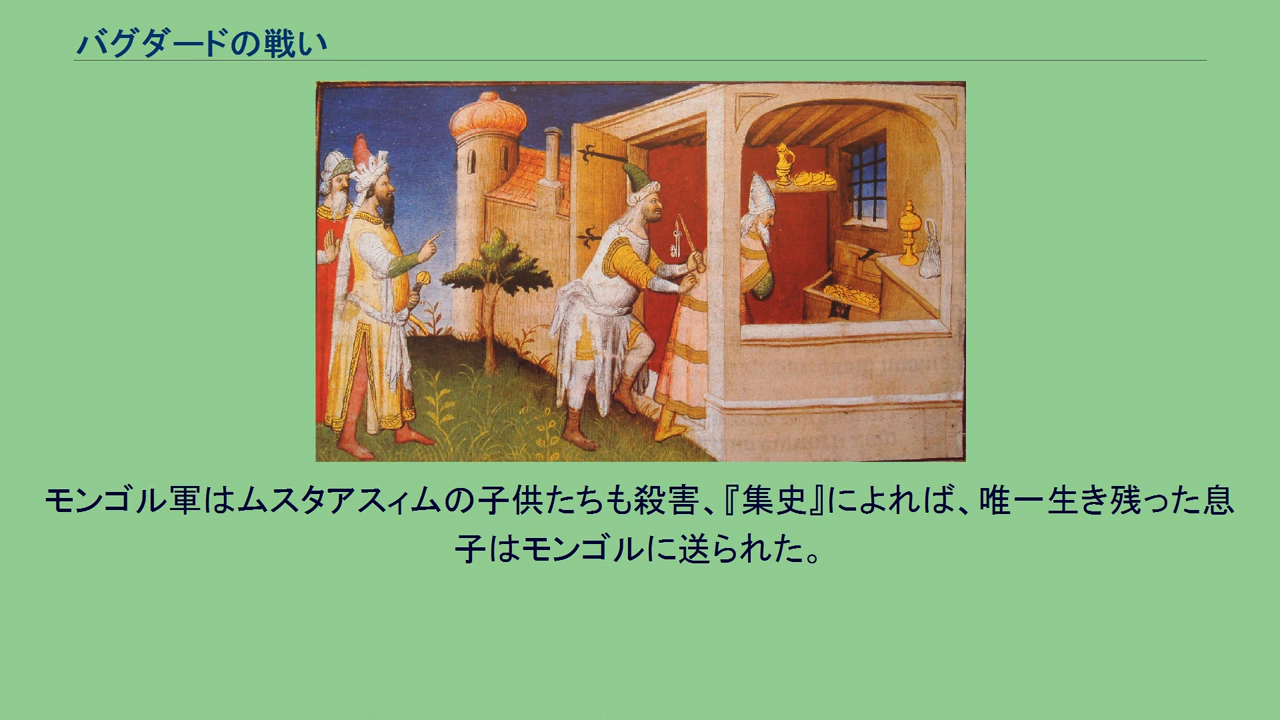 バグダードの戦い
モンゴル軍はムスタアスィムの子供たちも殺害、『集史』によれば、唯一生き残った息
子はモンゴルに送られた。